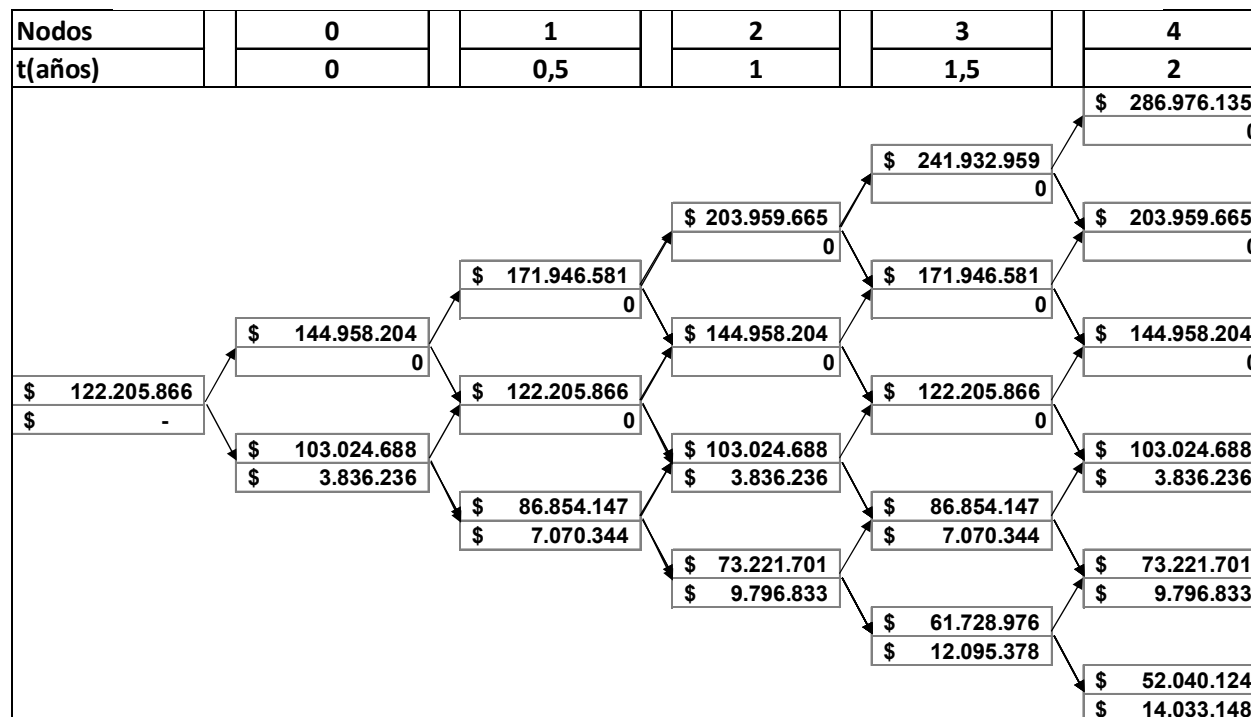 Nodos 0 1 2 3 4
t(años) 0 0,5 1 1,5 2
$ 286.976.135
0
$ 241.932.959
0
$ 203.959.665 $ 203.959.665
0 0
$ 171.946.581 $ 171.946.581
0 0
$ 144.958.204 $ 144.958.204 $ 144.958.204
0 0 0
$ 122.205.866 $ 122.205.866 $ 122.205.866
$ - 0 0
$ 103.024.688 $ 103.024.688 $ 103.024.688
$ 3.836.236 $ 3.836.236 $ 3.836.236
$ 86.854.147 $ 86.854.147
$ 7.070.344 $ 7.070.344
$ 73.221.701 $ 73.221.701
$ 9.796.833 $ 9.796.833
$ 61.728.976
$ 12.095.378
$ 52.040.124
$ 14.033.148